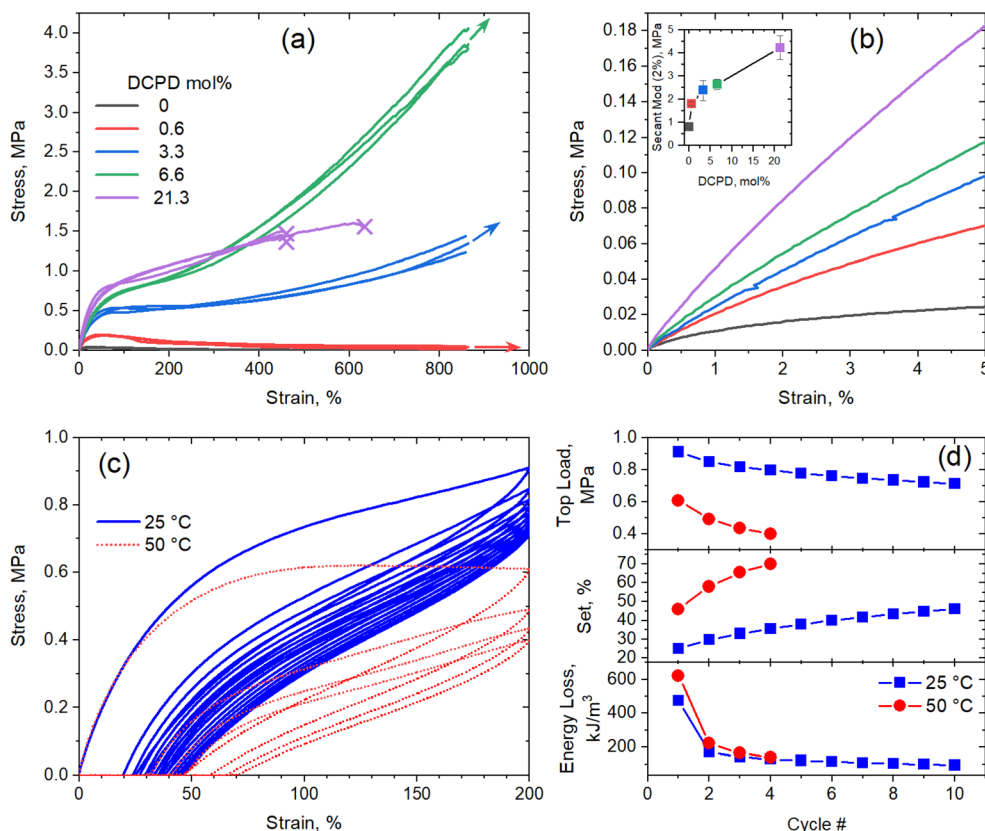 (a)
DCPD mol%
0
0.6
3.3
6.6
21.3
4.0
3.5
3.0
2.5
2.0
1.5
1.0
0.5
0.0
Stress, MPa
0 200 400 600 800 1000
Strain, %
(b)
0.18
0.16
0.14
0.12
0.10
0.08
0.06
0.04
0.02
0.00
Stress, MPa
0 1 2 3 4 5
Strain, %
Secant Mod (2%), MPa
5
4
3
2
1
0
0 5 10 15 20
DCPD, mol%
(c)
25 °C
50 °C
1.0
0.8
0.6
0.4
0.2
0.0
Stress, MPa
0 50 100 150 200
Strain, %
(d)
Top Load,
MPa
1.0
0.8
0.6
0.4
Set, %
70
60
50
40
30
20
Energy Loss,
kJ/m³
600
400
200
25 °C
50 °C
0 2 4 6 8 10
Cycle #